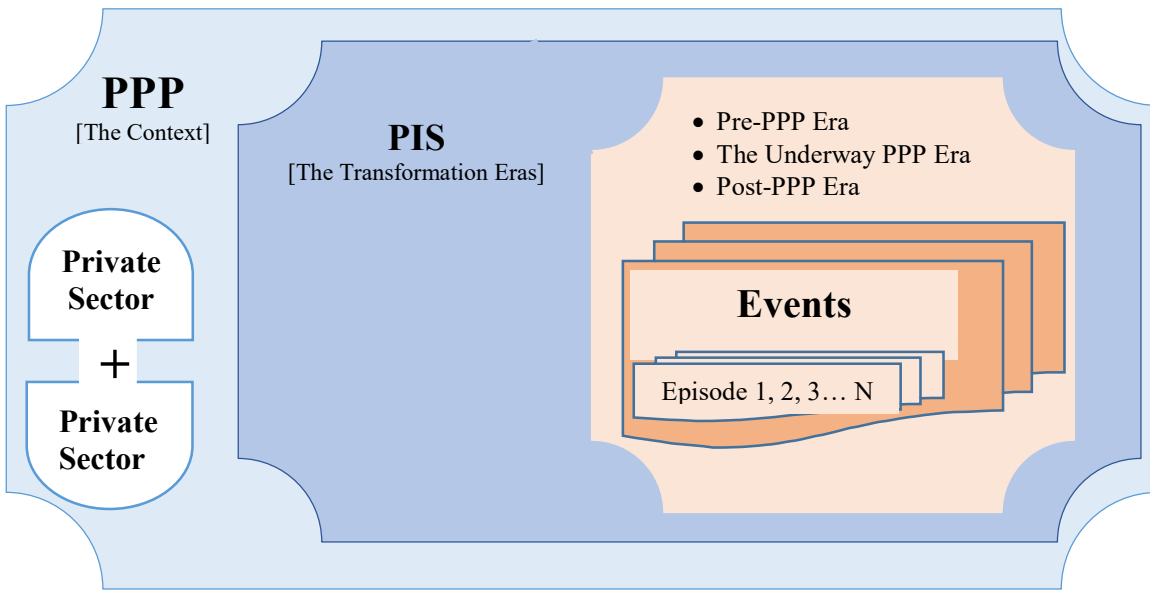 PPP
[The Context]
PIS
[The Transformation Eras]
• Pre-PPP Era
• The Underway PPP Era
• Post-PPP Era
Private
Sector
+
Private
Sector
Events
Episode 1, 2, 3… N